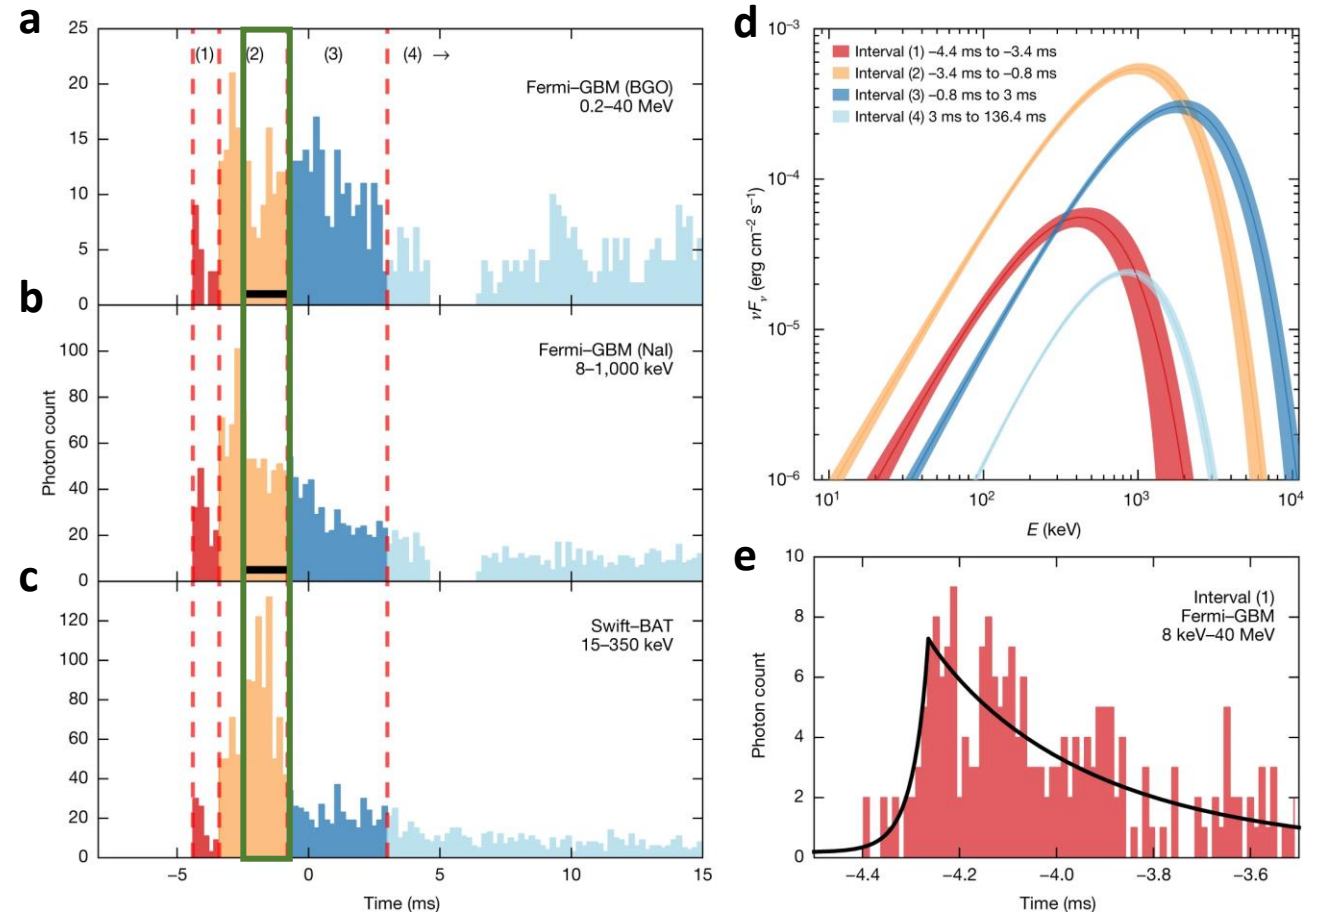 a
25
20
15
10
5
0
(1)
(2)
(3)
(4) →
Fermi–GBM (BGO)
0.2–40 MeV
b
100
80
60
40
20
0
Fermi–GBM (NaI)
8–1,000 keV
Photon count
c
120
100
80
60
40
20
0
Swift–BAT
15–350 keV
−5
0
5
10
15
Time (ms)
d
10⁻³
10⁻⁴
10⁻⁵
10⁻⁶
νFν (erg cm⁻² s⁻¹)
Interval (1) −4.4 ms to −3.4 ms
Interval (2) −3.4 ms to −0.8 ms
Interval (3) −0.8 ms to 3 ms
Interval (4) 3 ms to 136.4 ms
10¹
10²
10³
10⁴
E (keV)
e
10
8
6
4
2
0
Photon count
Interval (1)
Fermi–GBM
8 keV–40 MeV
−4.4
−4.2
−4.0
−3.8
−3.6
Time (ms)